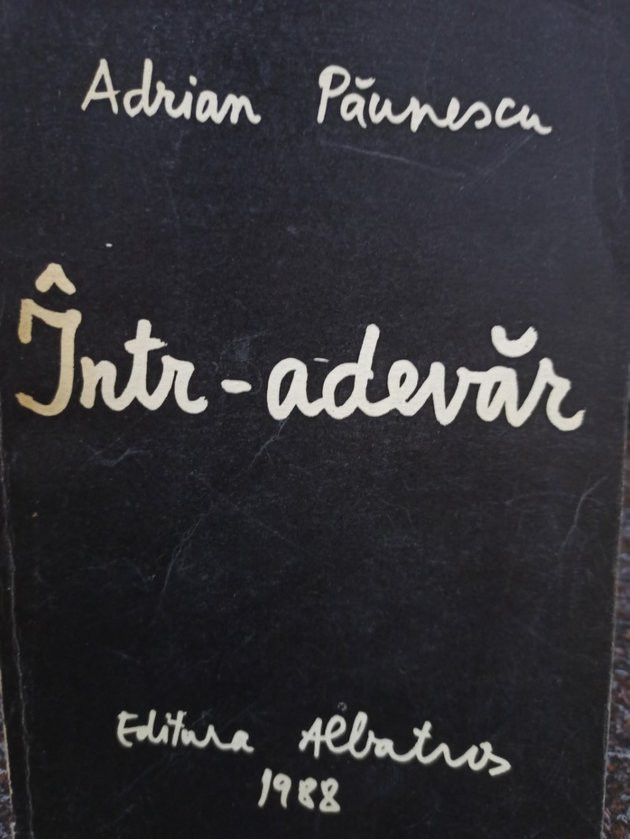 Adrian Păunescu
Într-adevăr
Editura Albatros
1988